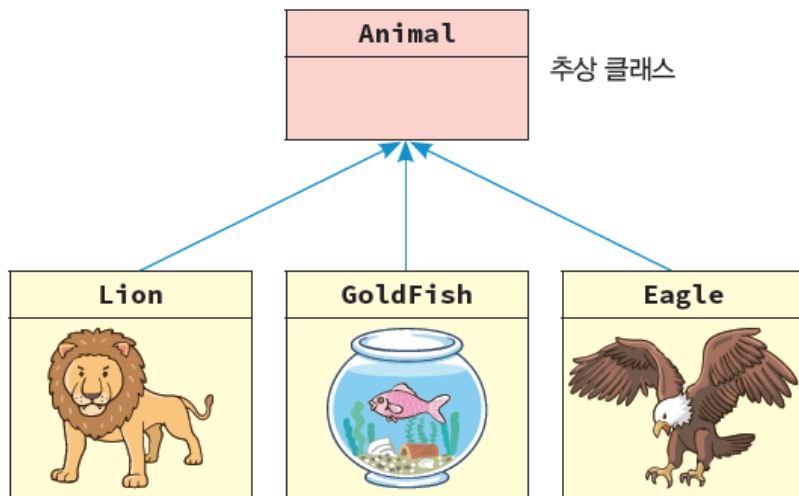 Animal
추상 클래스
Lion
GoldFish
Eagle